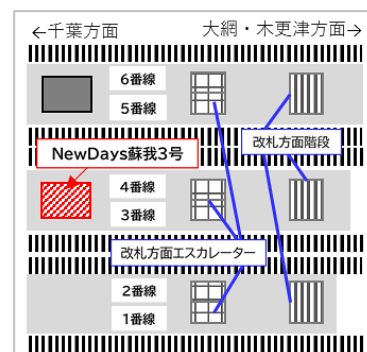 ←千葉方面
大網・木更津方面→
6番線
5番線
改札方面階段
NewDays蘇我3号
4番線
3番線
改札方面エスカレーター
2番線
1番線